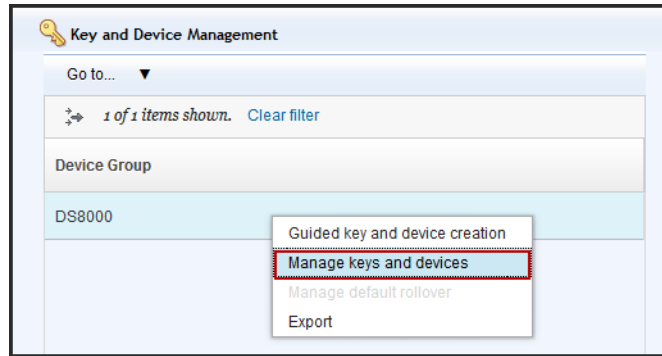 Key and Device Management
Go to... ▼
1 of 1 items shown. Clear filter
Device Group
DS8000
Guided key and device creation
Manage keys and devices
Manage default rollover
Export